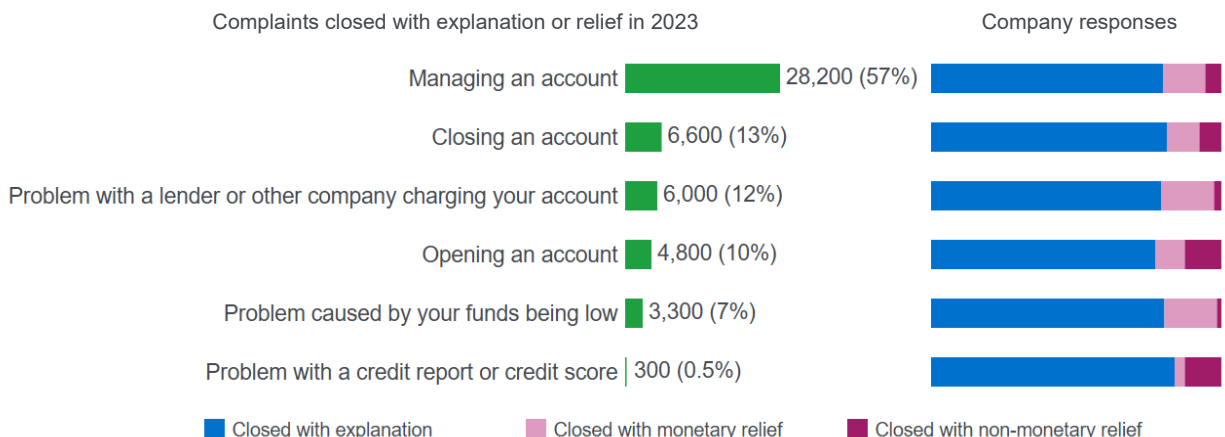 Complaints closed with explanation or relief in 2023 Company responses
Managing an account 28,200 (57%)
Closing an account 6,600 (13%)
Problem with a lender or other company charging your account 6,000 (12%)
Opening an account 4,800 (10%)
Problem caused by your funds being low 3,300 (7%)
Problem with a credit report or credit score 300 (0.5%)
Closed with explanation Closed with monetary relief Closed with non-monetary relief